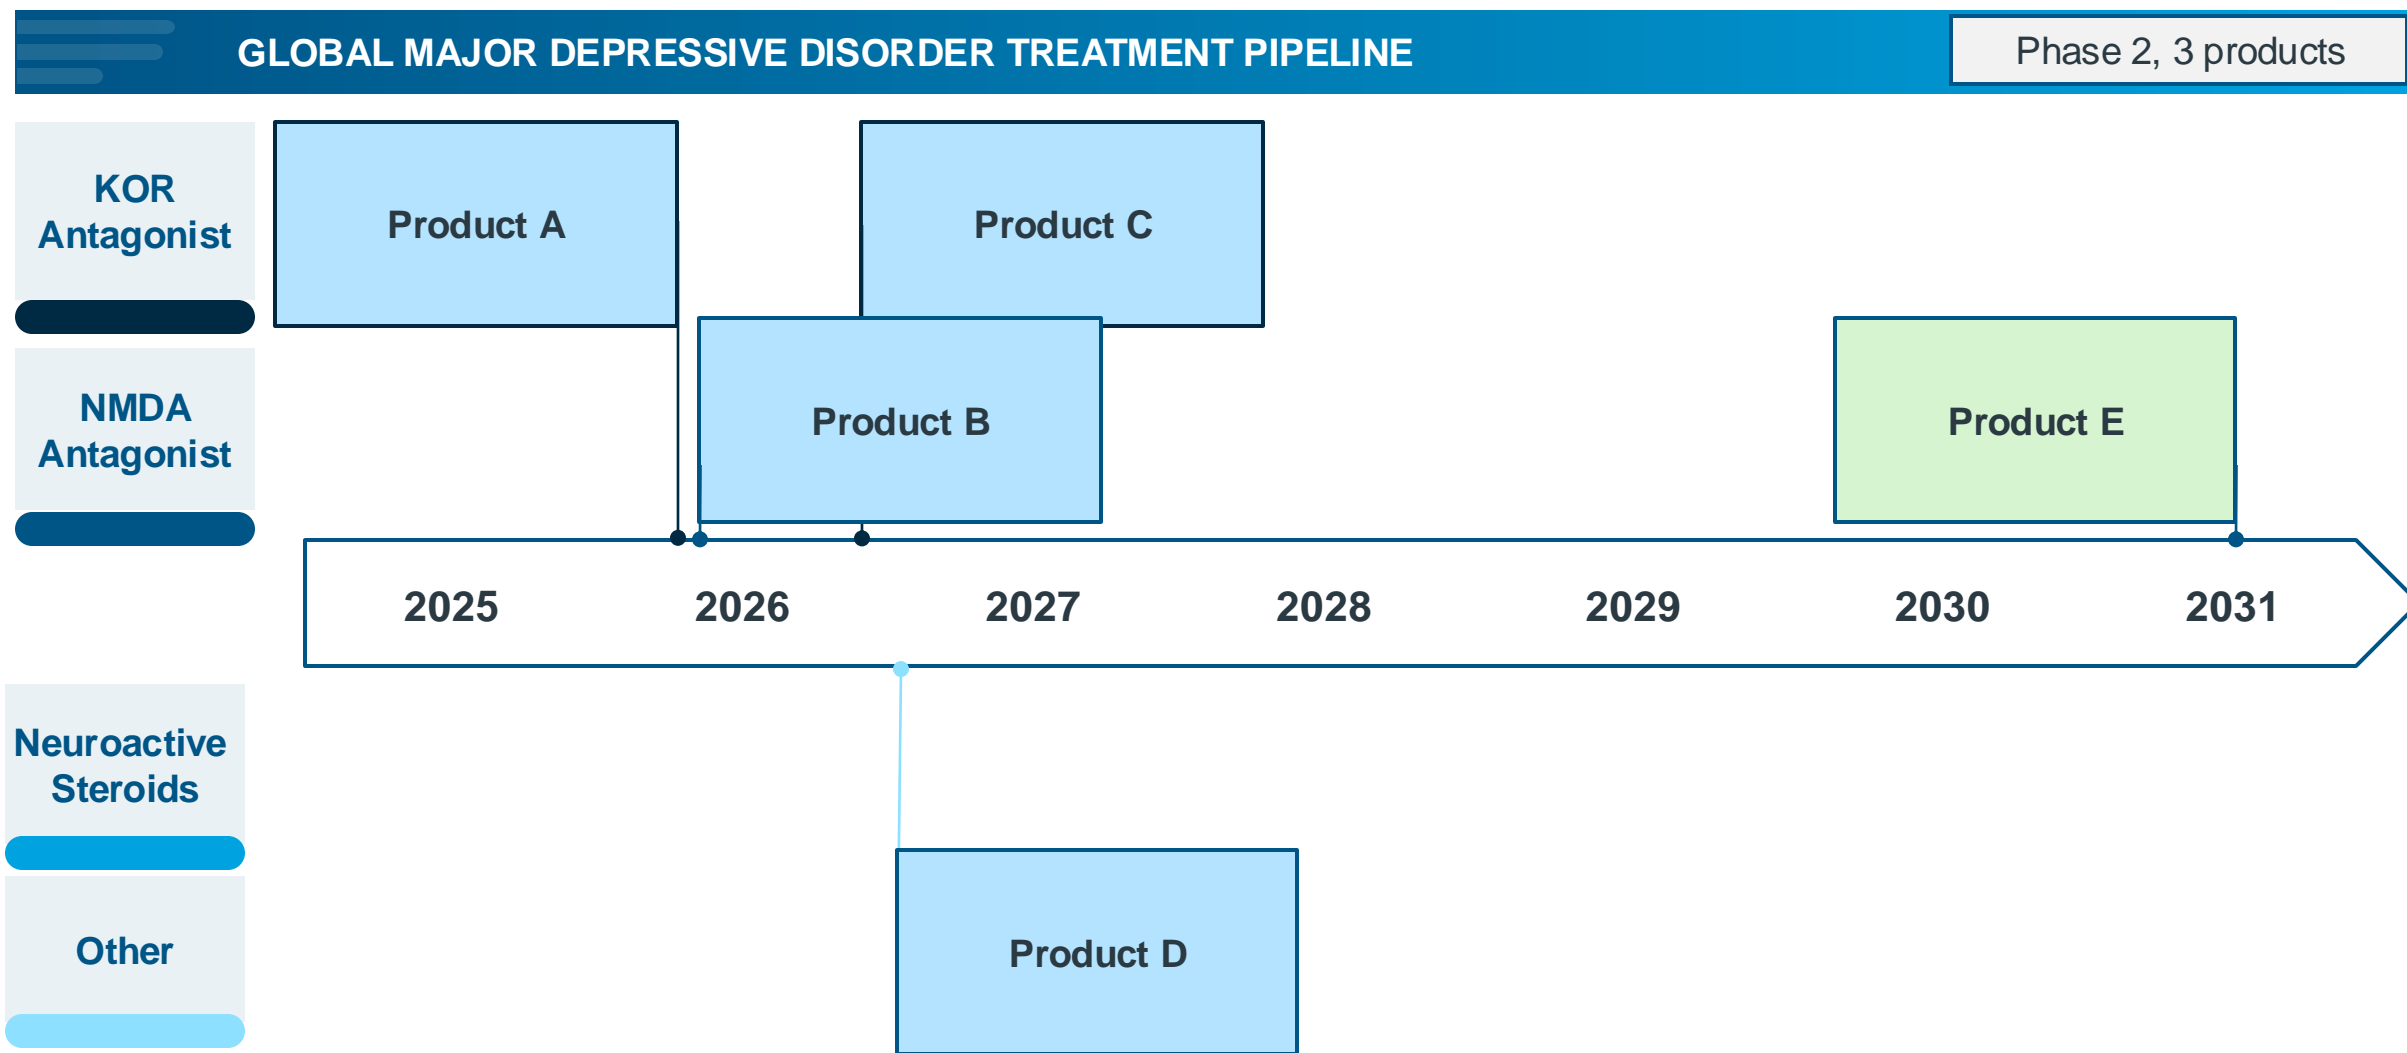 GLOBAL MAJOR DEPRESSIVE DISORDER TREATMENT PIPELINE
Phase 2, 3 products
KOR
Antagonist
Product A
Product C
NMDA
Antagonist
Product B
Product E
2025 2026 2027 2028 2029 2030 2031
Neuroactive
Steroids
Other
Product D